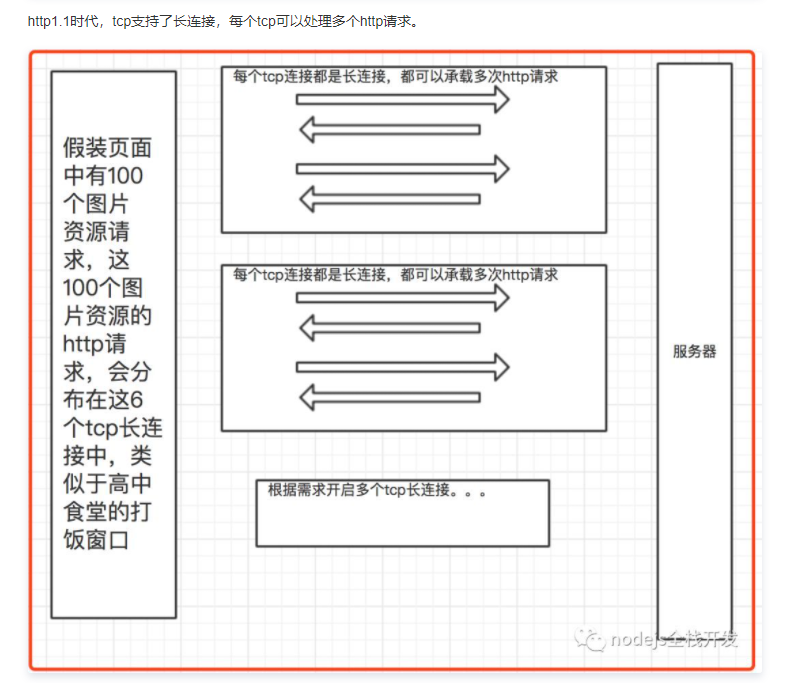 http1.1时代，tcp支持了长连接，每个tcp可以处理多个http请求。
假装页面
中有100
个图片
资源请
求，这
100个图
片资源的
http请
求，会分
布在这6
个tcp长连
接中，类
似于高中
食堂的打
饭窗口
每个tcp连接都是长连接，都可以承载多次http请求
每个tcp连接都是长连接，都可以承载多次http请求
根据需求开启多个tcp长连接。。。
服务器
nodejs全栈开发